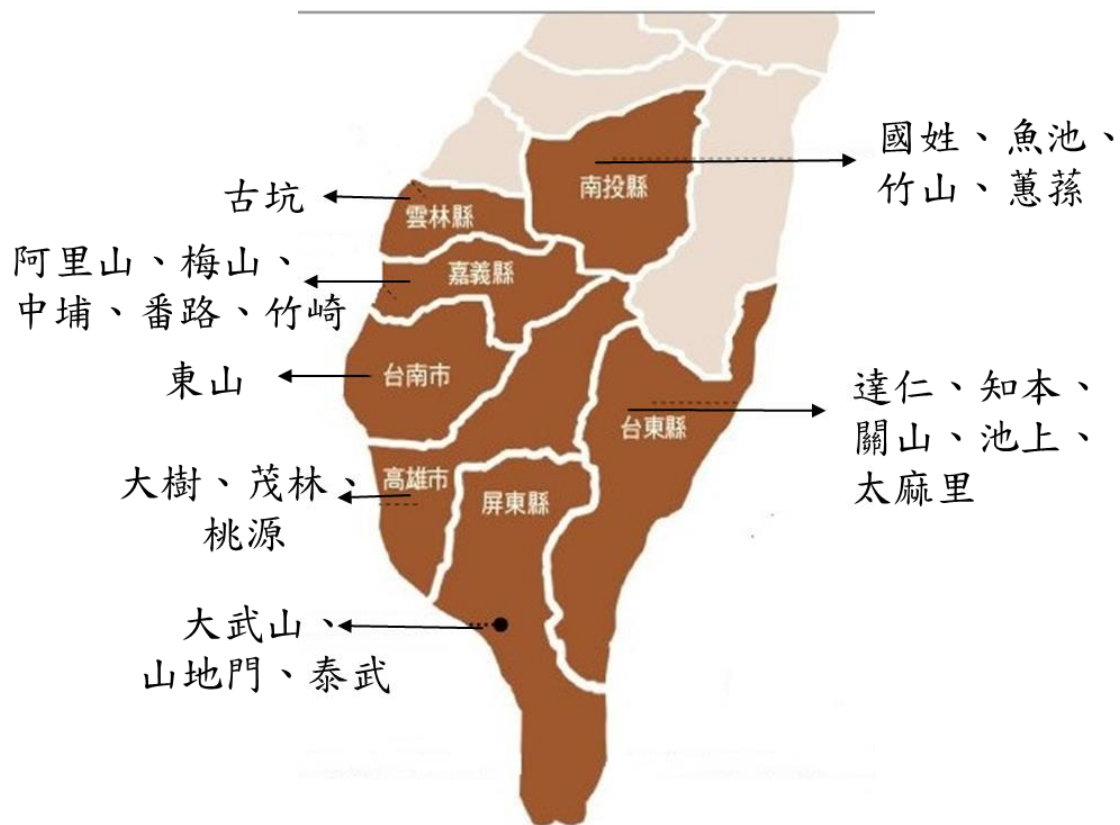 國姓、魚池、
竹山、蕙蓀
南投縣
古坑
雲林縣
阿里山、梅山、
中埔、番路、竹崎
嘉義縣
東山
台南市
達仁、知本、
關山、池上、
太麻里
台東縣
大樹、茂林、
桃源
高雄市
屏東縣
大武山、
山地門、泰武